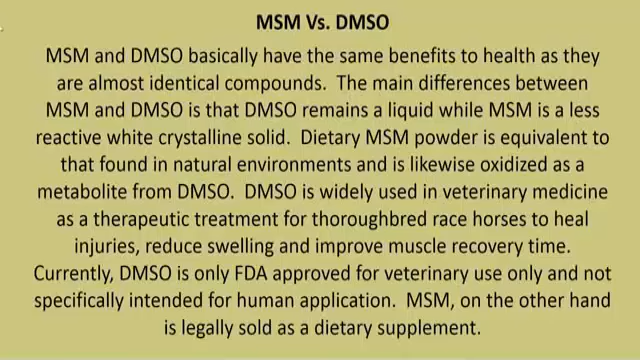 MSM Vs. DMSO
MSM and DMSO basically have the same benefits to health as they
are almost identical compounds.  The main differences between
MSM and DMSO is that DMSO remains a liquid while MSM is a less
reactive white crystalline solid.  Dietary MSM powder is equivalent to
that found in natural environments and is likewise oxidized as a
metabolite from DMSO.  DMSO is widely used in veterinary medicine
as a therapeutic treatment for thoroughbred race horses to heal
injuries, reduce swelling and improve muscle recovery time.
Currently, DMSO is only FDA approved for veterinary use only and not
specifically intended for human application.  MSM, on the other hand
is legally sold as a dietary supplement.